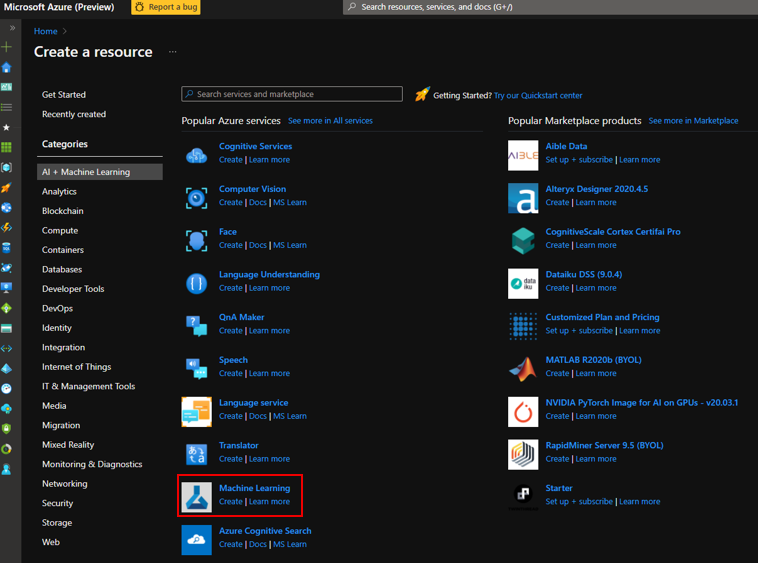 Microsoft Azure (Preview)
Report a bug
Search resources, services, and docs (G+/)
Home >
Create a resource ...
Get Started
Recently created
Categories
AI + Machine Learning
Analytics
Blockchain
Compute
Containers
Databases
Developer Tools
DevOps
Identity
Integration
Internet of Things
IT & Management Tools
Media
Migration
Mixed Reality
Monitoring & Diagnostics
Networking
Security
Storage
Web
Search services and marketplace
Getting Started? Try our Quickstart center
Popular Azure services See more in All services
Cognitive Services
Create | Learn more
Computer Vision
Create | Docs | MS Learn
Face
Create | Docs | MS Learn
Language Understanding
Create | Learn more
QnA Maker
Create | Learn more
Speech
Create | Learn more
Language service
Create | Docs | MS Learn
Translator
Create | Learn more
Machine Learning
Create | Learn more
Azure Cognitive Search
Create | Docs | MS Learn
Popular Marketplace products See more in Marketplace
AIBLE
Aible Data
Set up + subscribe | Learn more
a
Alteryx Designer 2020.4.5
Create | Learn more
CognitiveScale Cortex Certifai Pro
Create | Learn more
data
iku
Dataiku DSS (9.0.4)
Create | Learn more
Customized Plan and Pricing
Set up + subscribe | Learn more
MATLAB R2020b (BYOL)
Create | Learn more
NVIDIA PyTorch Image for AI on GPUs - v20.03.1
Create | Learn more
RapidMiner Server 9.5 (BYOL)
Create | Learn more
Starter
Set up + subscribe | Learn more